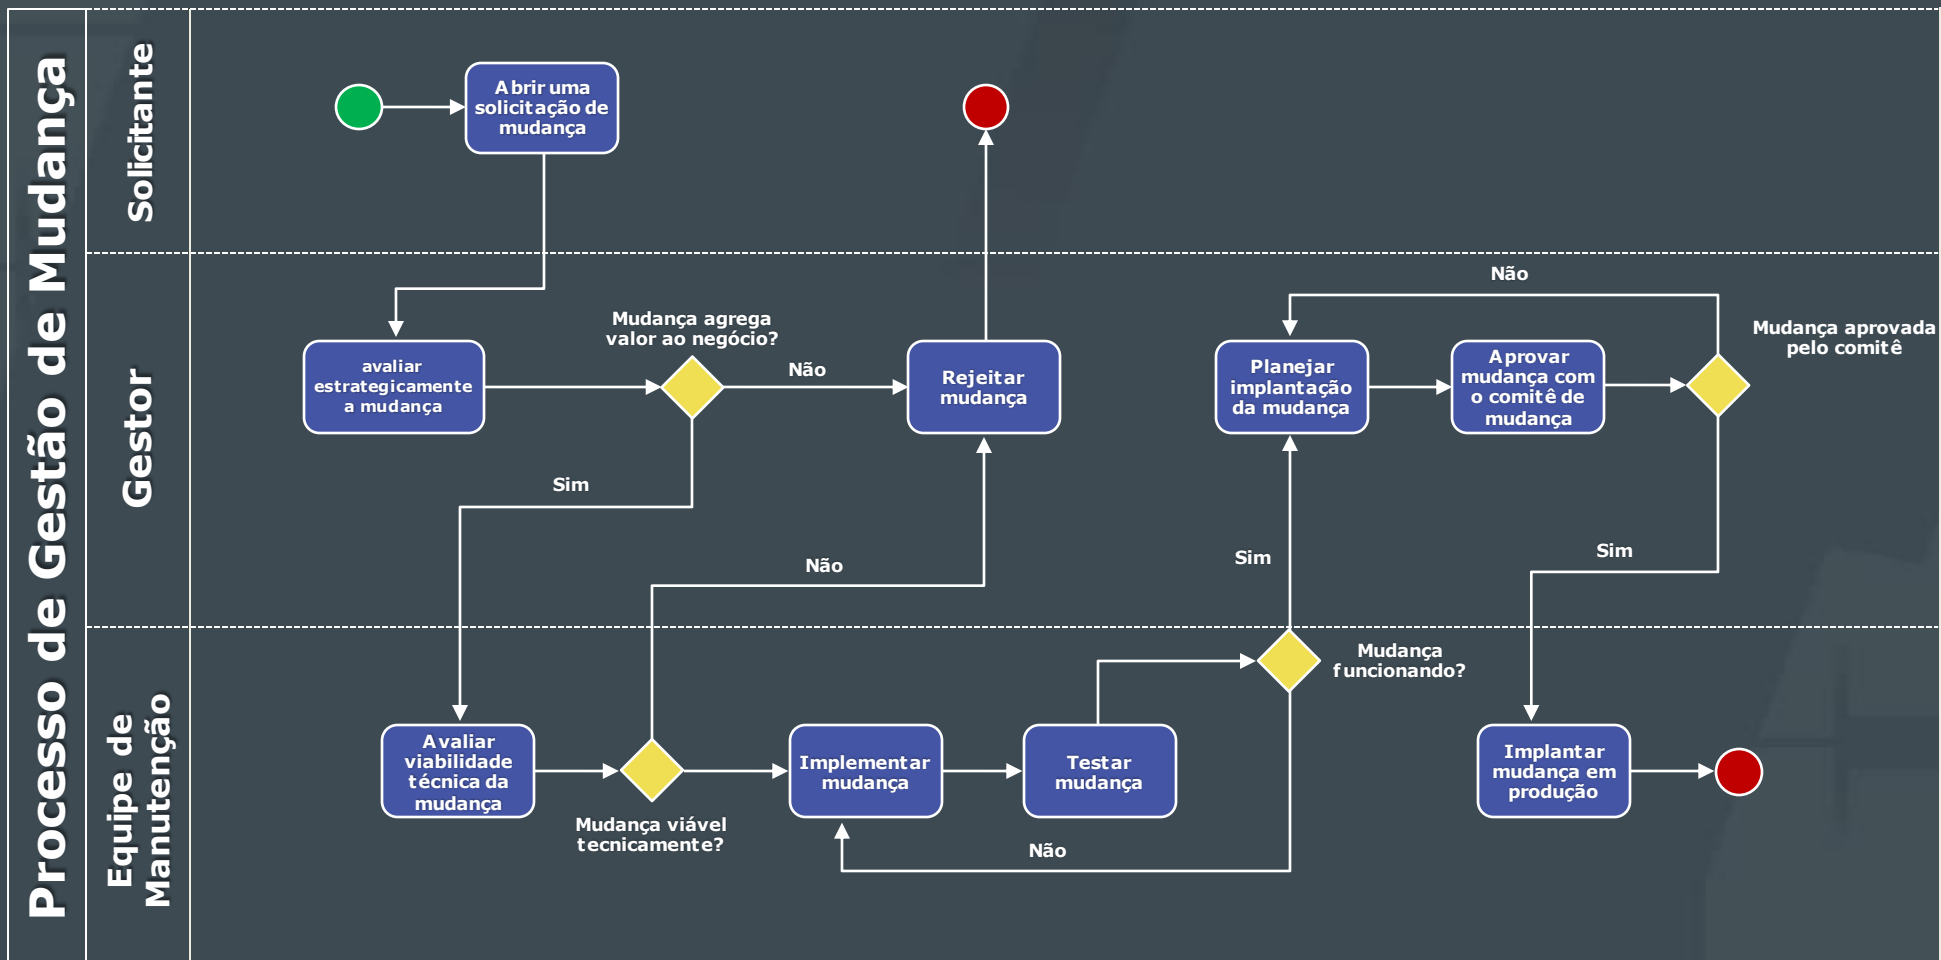 Processo de Gestão de Mudança
Solicitante
Abrir uma
solicitação de
mudança
Gestor
avaliar
estrategicamente
a mudança
Mudança agrega
valor ao negócio?
Não
Sim
Rejeitar
mudança
Não
Planejar
implantação
da mudança
Aprovar
mudança com
o comitê de
mudança
Não
Mudança aprovada
pelo comitê
Sim
Sim
Equipe de
Manutenção
Avaliar
viabilidade
técnica da
mudança
Mudança viável
tecnicamente?
Implementar
mudança
Testar
mudança
Mudança
funcionando?
Não
Implantar
mudança em
produção